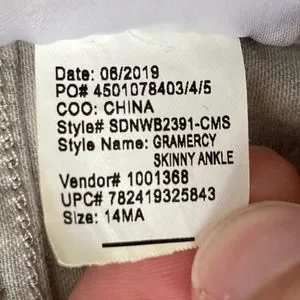 Date: 06/2019
PO# 4501078403/4/5
COO: CHINA
Style# SDNWB2391-CMS
Style Name: GRAMERCY
SKINNY ANKLE
Vendor# 1001368
UPC# 782419325843
Size: 14MA